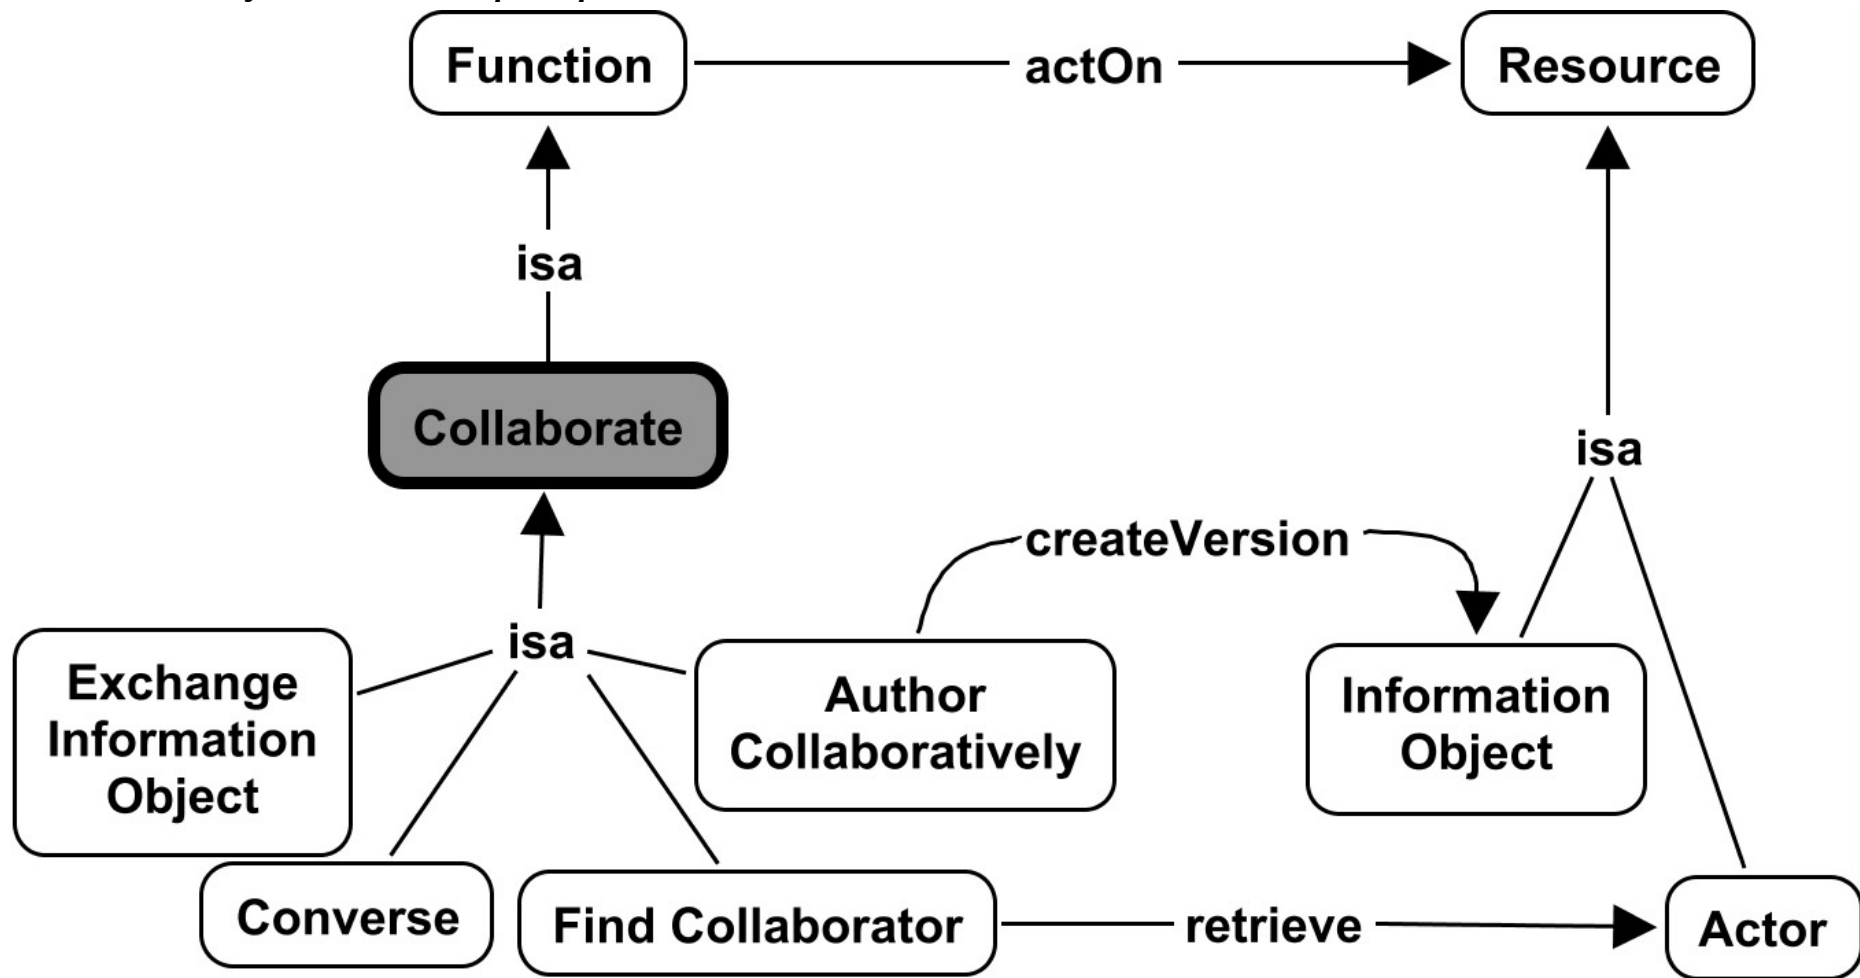 Function
actOn
Resource
isa
Collaborate
isa
createVersion
isa
Exchange
Information
Object
Author
Collaboratively
Information
Object
Converse
Find Collaborator
retrieve
Actor